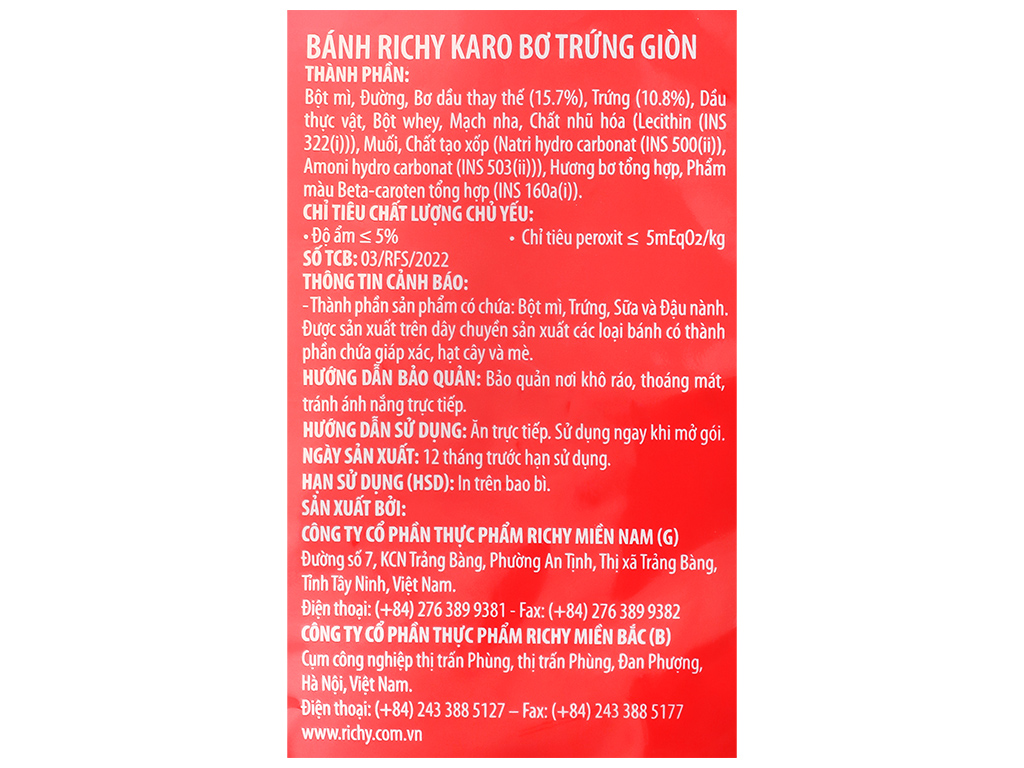 BÁNH RICHY KARO BƠ TRỨNG GIÒN
THÀNH PHẦN:
Bột mì, Đường, Bơ dầu thay thế (15.7%), Trứng (10.8%), Dầu
thực vật, Bột whey, Mạch nha, Chất nhũ hóa (Lecithin (INS
322(i))), Muối, Chất tạo xốp (Natri hydro carbonat (INS 500(ii)),
Amoni hydro carbonat (INS 503(ii))), Hương bơ tổng hợp, Phẩm
màu Beta-caroten tổng hợp (INS 160a(i)).
CHỈ TIÊU CHẤT LƯỢNG CHỦ YẾU:
• Độ ẩm ≤ 5% • Chỉ tiêu peroxit ≤ 5mEqO2/kg
SỐ TCB: 03/RFS/2022
THÔNG TIN CẢNH BÁO:
- Thành phần sản phẩm có chứa: Bột mì, Trứng, Sữa và Đậu nành.
Được sản xuất trên dây chuyền sản xuất các loại bánh có thành
phần chứa giáp xác, hạt cây và mè.
HƯỚNG DẪN BẢO QUẢN: Bảo quản nơi khô ráo, thoáng mát,
tránh ánh nắng trực tiếp.
HƯỚNG DẪN SỬ DỤNG: Ăn trực tiếp. Sử dụng ngay khi mở gói.
NGÀY SẢN XUẤT: 12 tháng trước hạn sử dụng.
HẠN SỬ DỤNG (HSD): In trên bao bì.
SẢN XUẤT BỞI:
CÔNG TY CỔ PHẦN THỰC PHẨM RICHY MIỀN NAM (G)
Đường số 7, KCN Trảng Bàng, Phường An Tịnh, Thị xã Trảng Bàng,
Tỉnh Tây Ninh, Việt Nam.
Điện thoại: (+84) 276 389 9381 - Fax: (+84) 276 389 9382
CÔNG TY CỔ PHẦN THỰC PHẨM RICHY MIỀN BẮC (B)
Cụm công nghiệp thị trấn Phùng, thị trấn Phùng, Đan Phượng,
Hà Nội, Việt Nam.
Điện thoại: (+84) 243 388 5127 – Fax: (+84) 243 388 5177
www.richy.com.vn